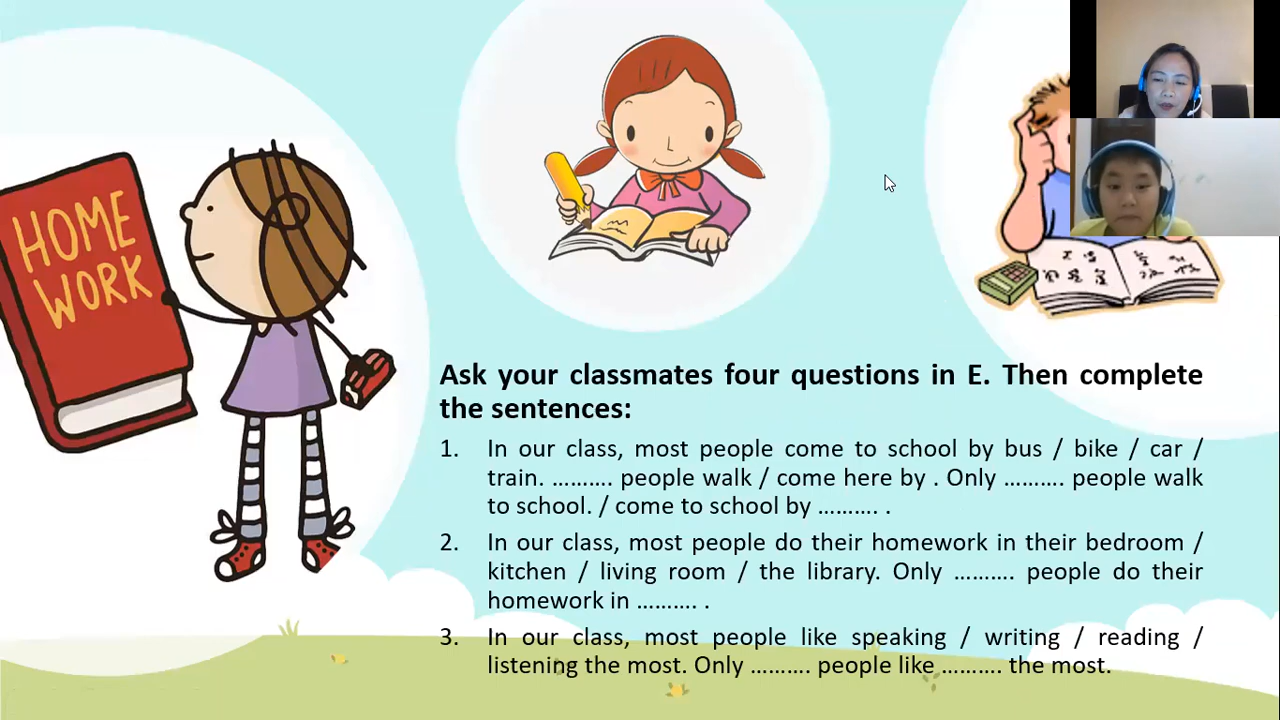 HOME
WORK
Ask your classmates four questions in E. Then complete
the sentences:
1. In our class, most people come to school by bus / bike / car /
train. .......... people walk / come here by . Only .......... people walk
to school. / come to school by .......... .
2. In our class, most people do their homework in their bedroom /
kitchen / living room / the library. Only .......... people do their
homework in .......... .
3. In our class, most people like speaking / writing / reading /
listening the most. Only .......... people like .......... the most.